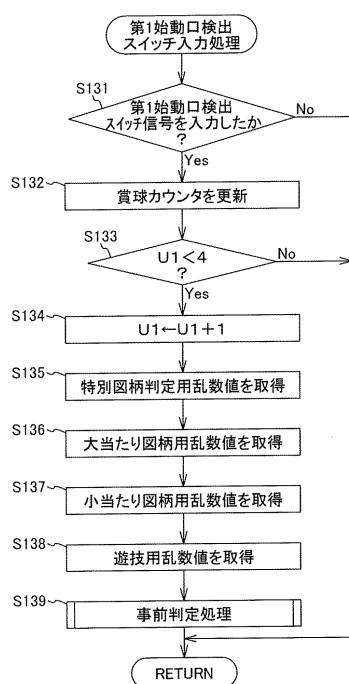 第1始動口検出
スイッチ入力処理
S131
第1始動口検出
スイッチ信号を入力したか
?
No
Yes
S132
賞球カウンタを更新
S133
U1<4
?
No
Yes
S134
U1←U1+1
S135
特別図柄判定用乱数値を取得
S136
大当たり図柄用乱数値を取得
S137
小当たり図柄用乱数値を取得
S138
遊技用乱数値を取得
S139
事前判定処理
RETURN